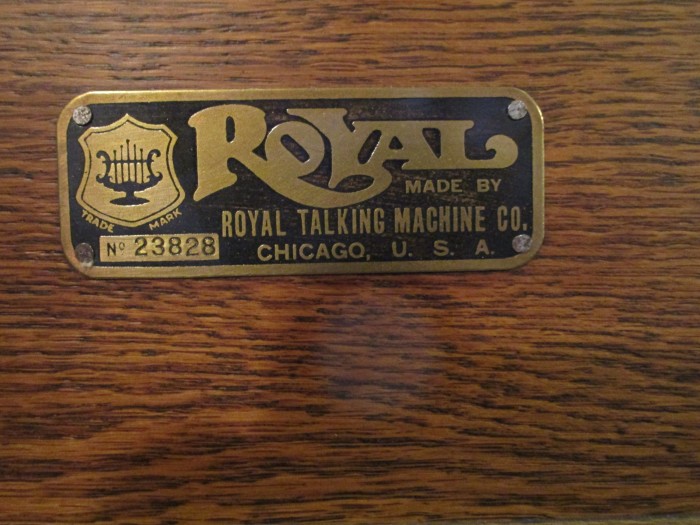 ROYAL
MADE BY
ROYAL TALKING MACHINE CO.
CHICAGO, U. S. A.
TRADE MARK
Nº 23828